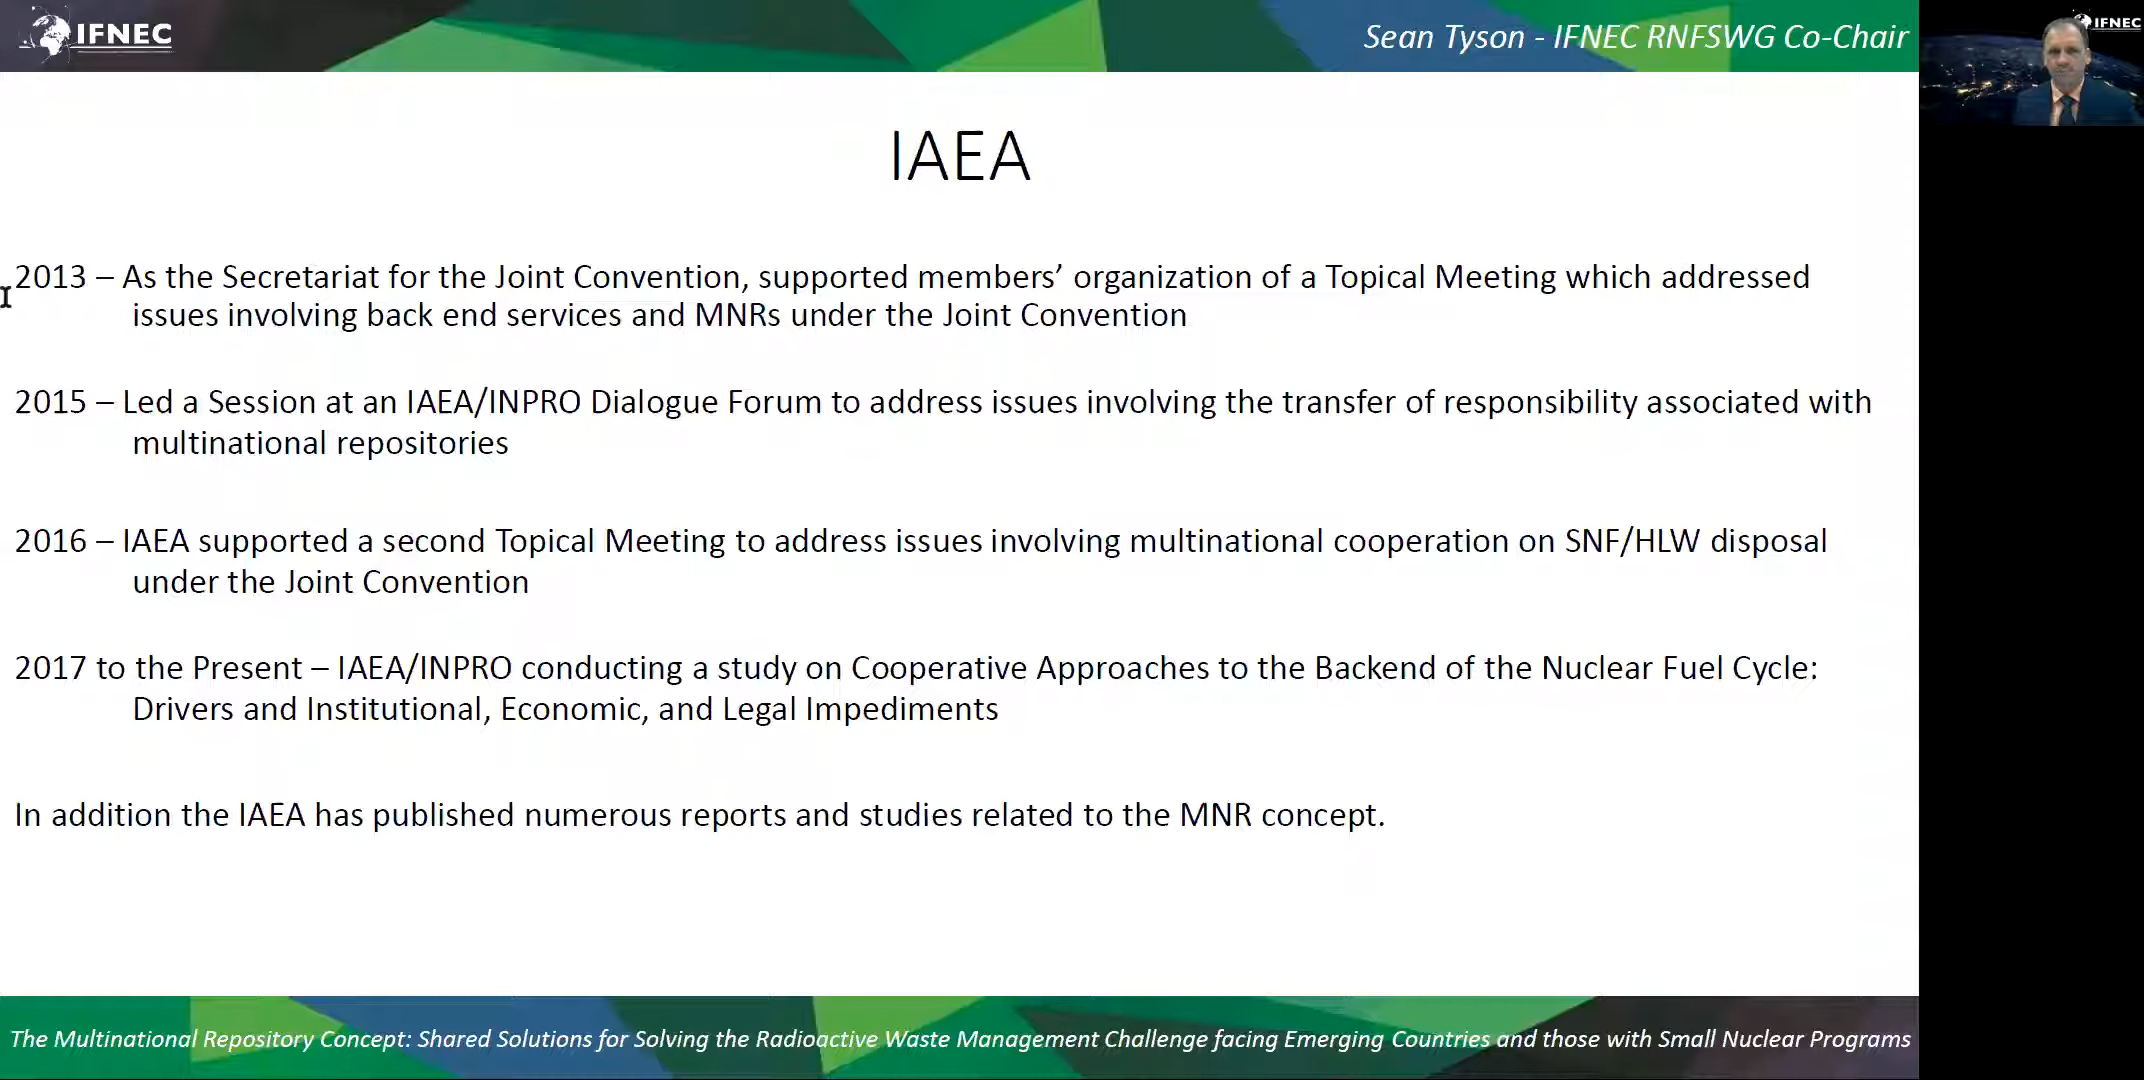 IFNEC
Sean Tyson - IFNEC RNFSWG Co-Chair
IFNEC
IAEA
2013 – As the Secretariat for the Joint Convention, supported members’ organization of a Topical Meeting which addressed
issues involving back end services and MNRs under the Joint Convention
2015 – Led a Session at an IAEA/INPRO Dialogue Forum to address issues involving the transfer of responsibility associated with
multinational repositories
2016 – IAEA supported a second Topical Meeting to address issues involving multinational cooperation on SNF/HLW disposal
under the Joint Convention
2017 to the Present – IAEA/INPRO conducting a study on Cooperative Approaches to the Backend of the Nuclear Fuel Cycle:
Drivers and Institutional, Economic, and Legal Impediments
In addition the IAEA has published numerous reports and studies related to the MNR concept.
The Multinational Repository Concept: Shared Solutions for Solving the Radioactive Waste Management Challenge facing Emerging Countries and those with Small Nuclear Programs